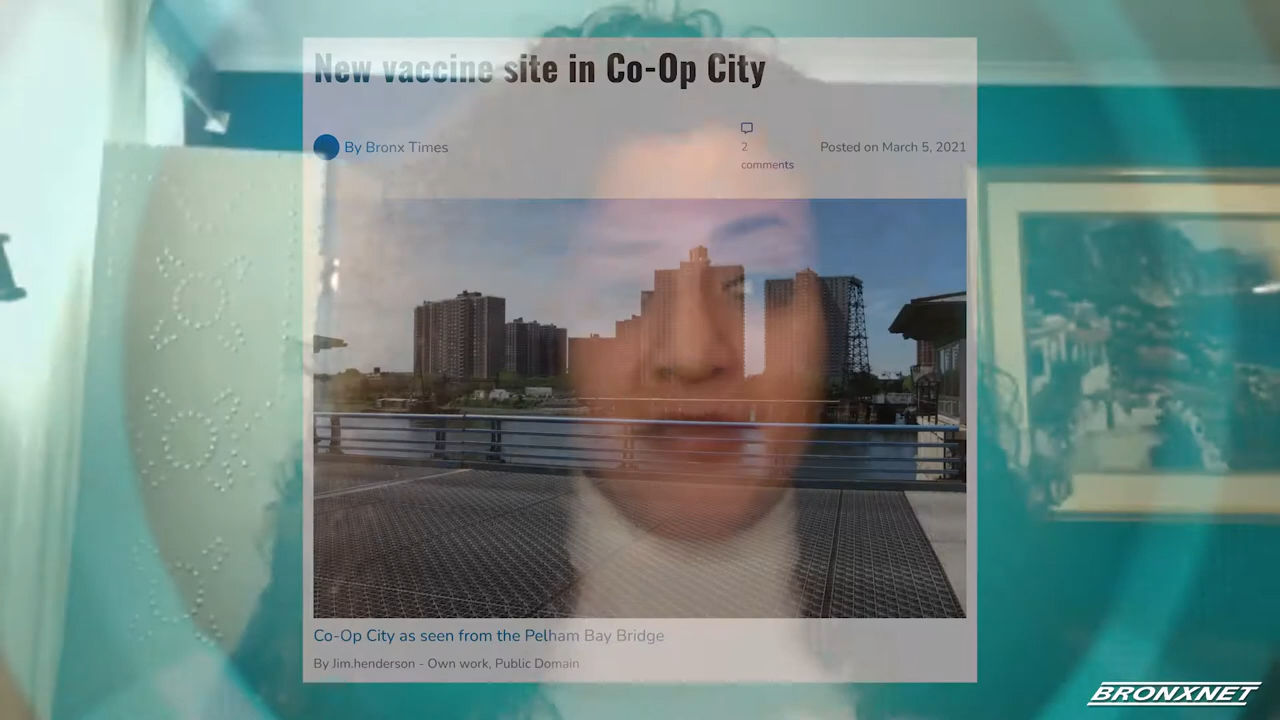 New vaccine site in Co-Op City
By Bronx Times
2
comments
Posted on March 5, 2021
Co-Op City as seen from the Pelham Bay Bridge
By Jim.henderson - Own work, Public Domain
BRONXNET